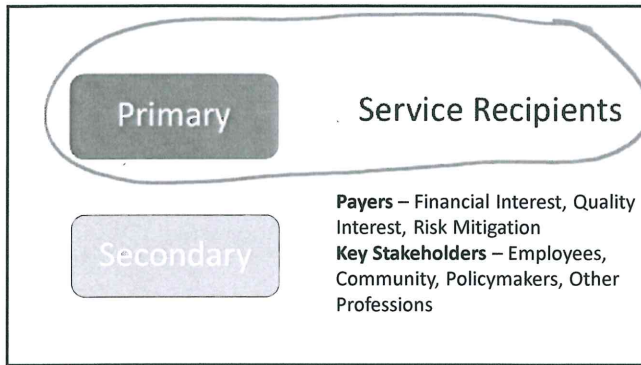 Primary
Service Recipients
Secondary
Payers – Financial Interest, Quality
Interest, Risk Mitigation
Key Stakeholders – Employees,
Community, Policymakers, Other
Professions